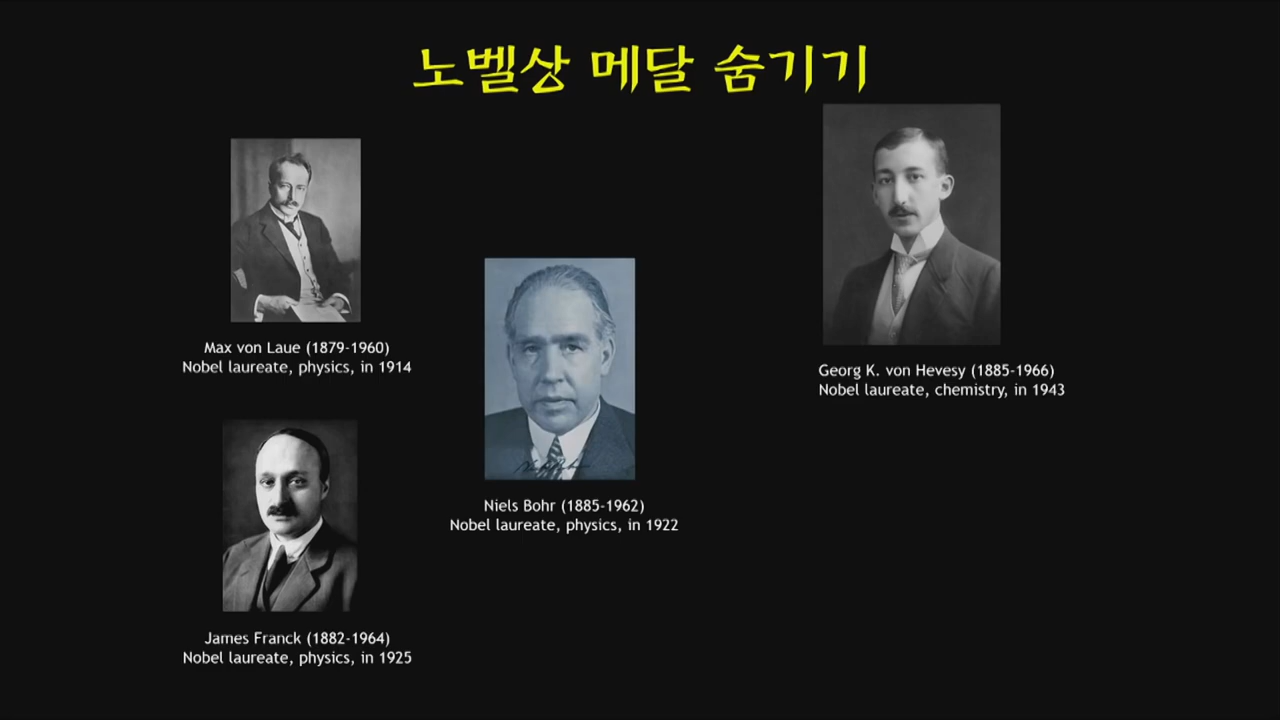 노벨상 메달 숨기기
Max von Laue (1879-1960)
Nobel laureate, physics, in 1914
Georg K. von Hevesy (1885-1966)
Nobel laureate, chemistry, in 1943
Niels Bohr (1885-1962)
Nobel laureate, physics, in 1922
James Franck (1882-1964)
Nobel laureate, physics, in 1925